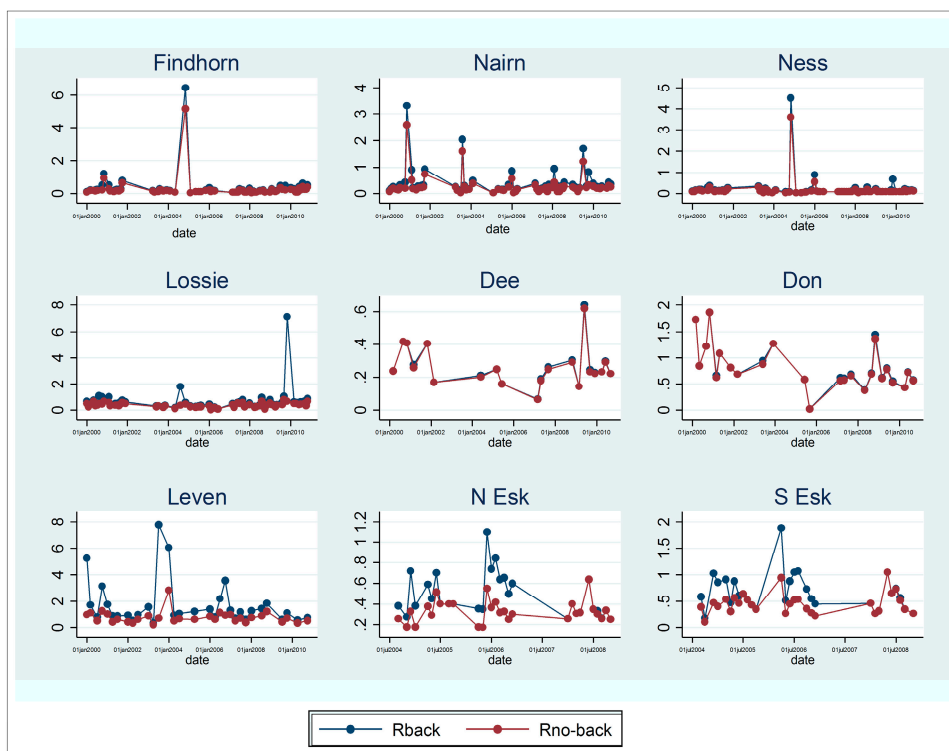 Findhorn
Nairn
Ness
6
4
2
0
4
3
2
1
0
5
4
3
2
1
0
01jan2000 01jan2002 01jan2004 01jan2006 01jan2008 01jan2010
01jan2000 01jan2002 01jan2004 01jan2006 01jan2008 01jan2010
01jan2000 01jan2002 01jan2004 01jan2006 01jan2008 01jan2010
date
date
date
Lossie
Dee
Don
8
6
4
2
0
.6
.4
.2
0
2
1.5
1
.5
0
01jan2000 01jan2002 01jan2004 01jan2006 01jan2008 01jan2010
01jan2000 01jan2002 01jan2004 01jan2006 01jan2008 01jan2010
01jan2000 01jan2002 01jan2004 01jan2006 01jan2008 01jan2010
date
date
date
Leven
N Esk
S Esk
8
6
4
2
0
1.2
1
.8
.6
.4
.2
2
1.5
1
.5
0
01jan2000 01jan2002 01jan2004 01jan2006 01jan2008 01jan2010
01jul2004 01jul2005 01jul2006 01jul2007 01jul2008
01jul2004 01jul2005 01jul2006 01jul2007 01jul2008
date
date
date
Rback Rno-back